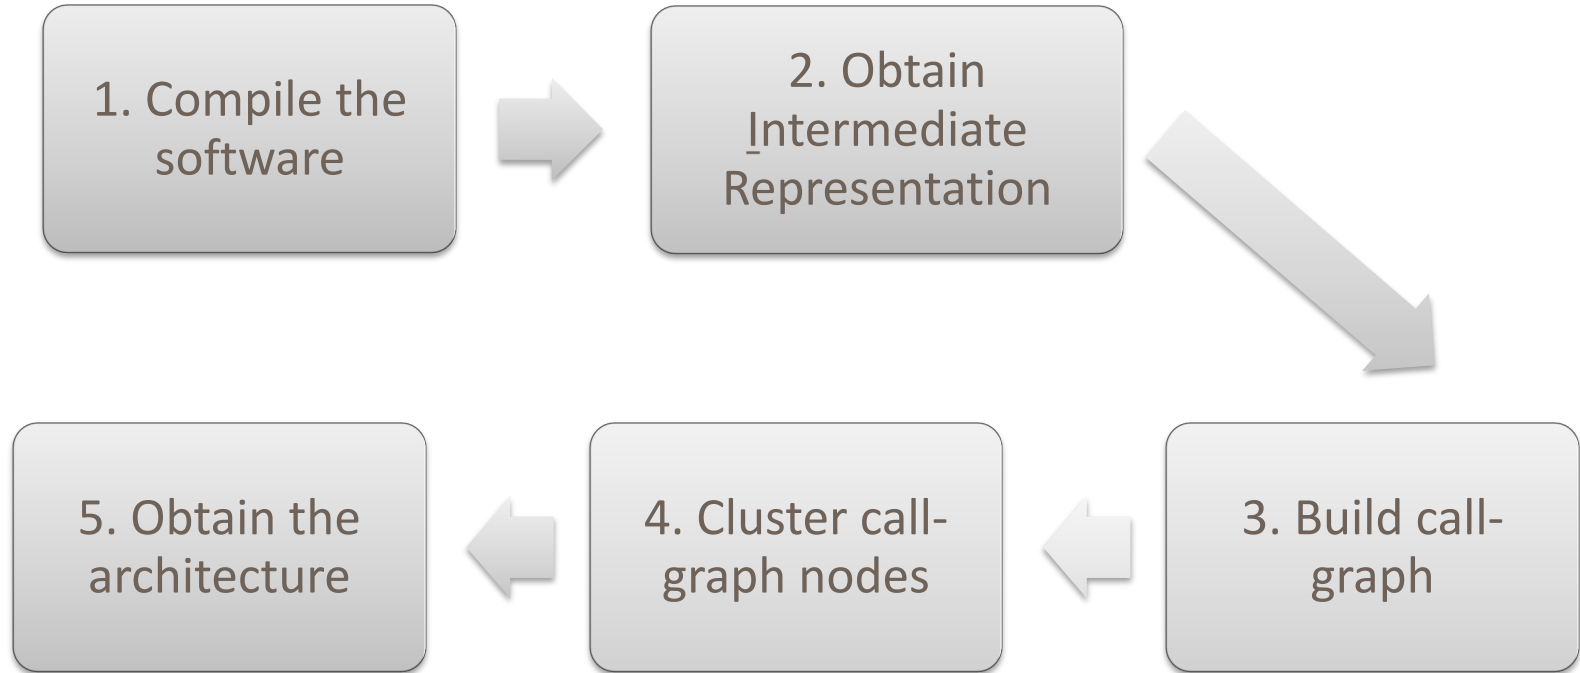 1. Compile the
software
2. Obtain
Intermediate
Representation
3. Build call-
graph
4. Cluster call-
graph nodes
5. Obtain the
architecture